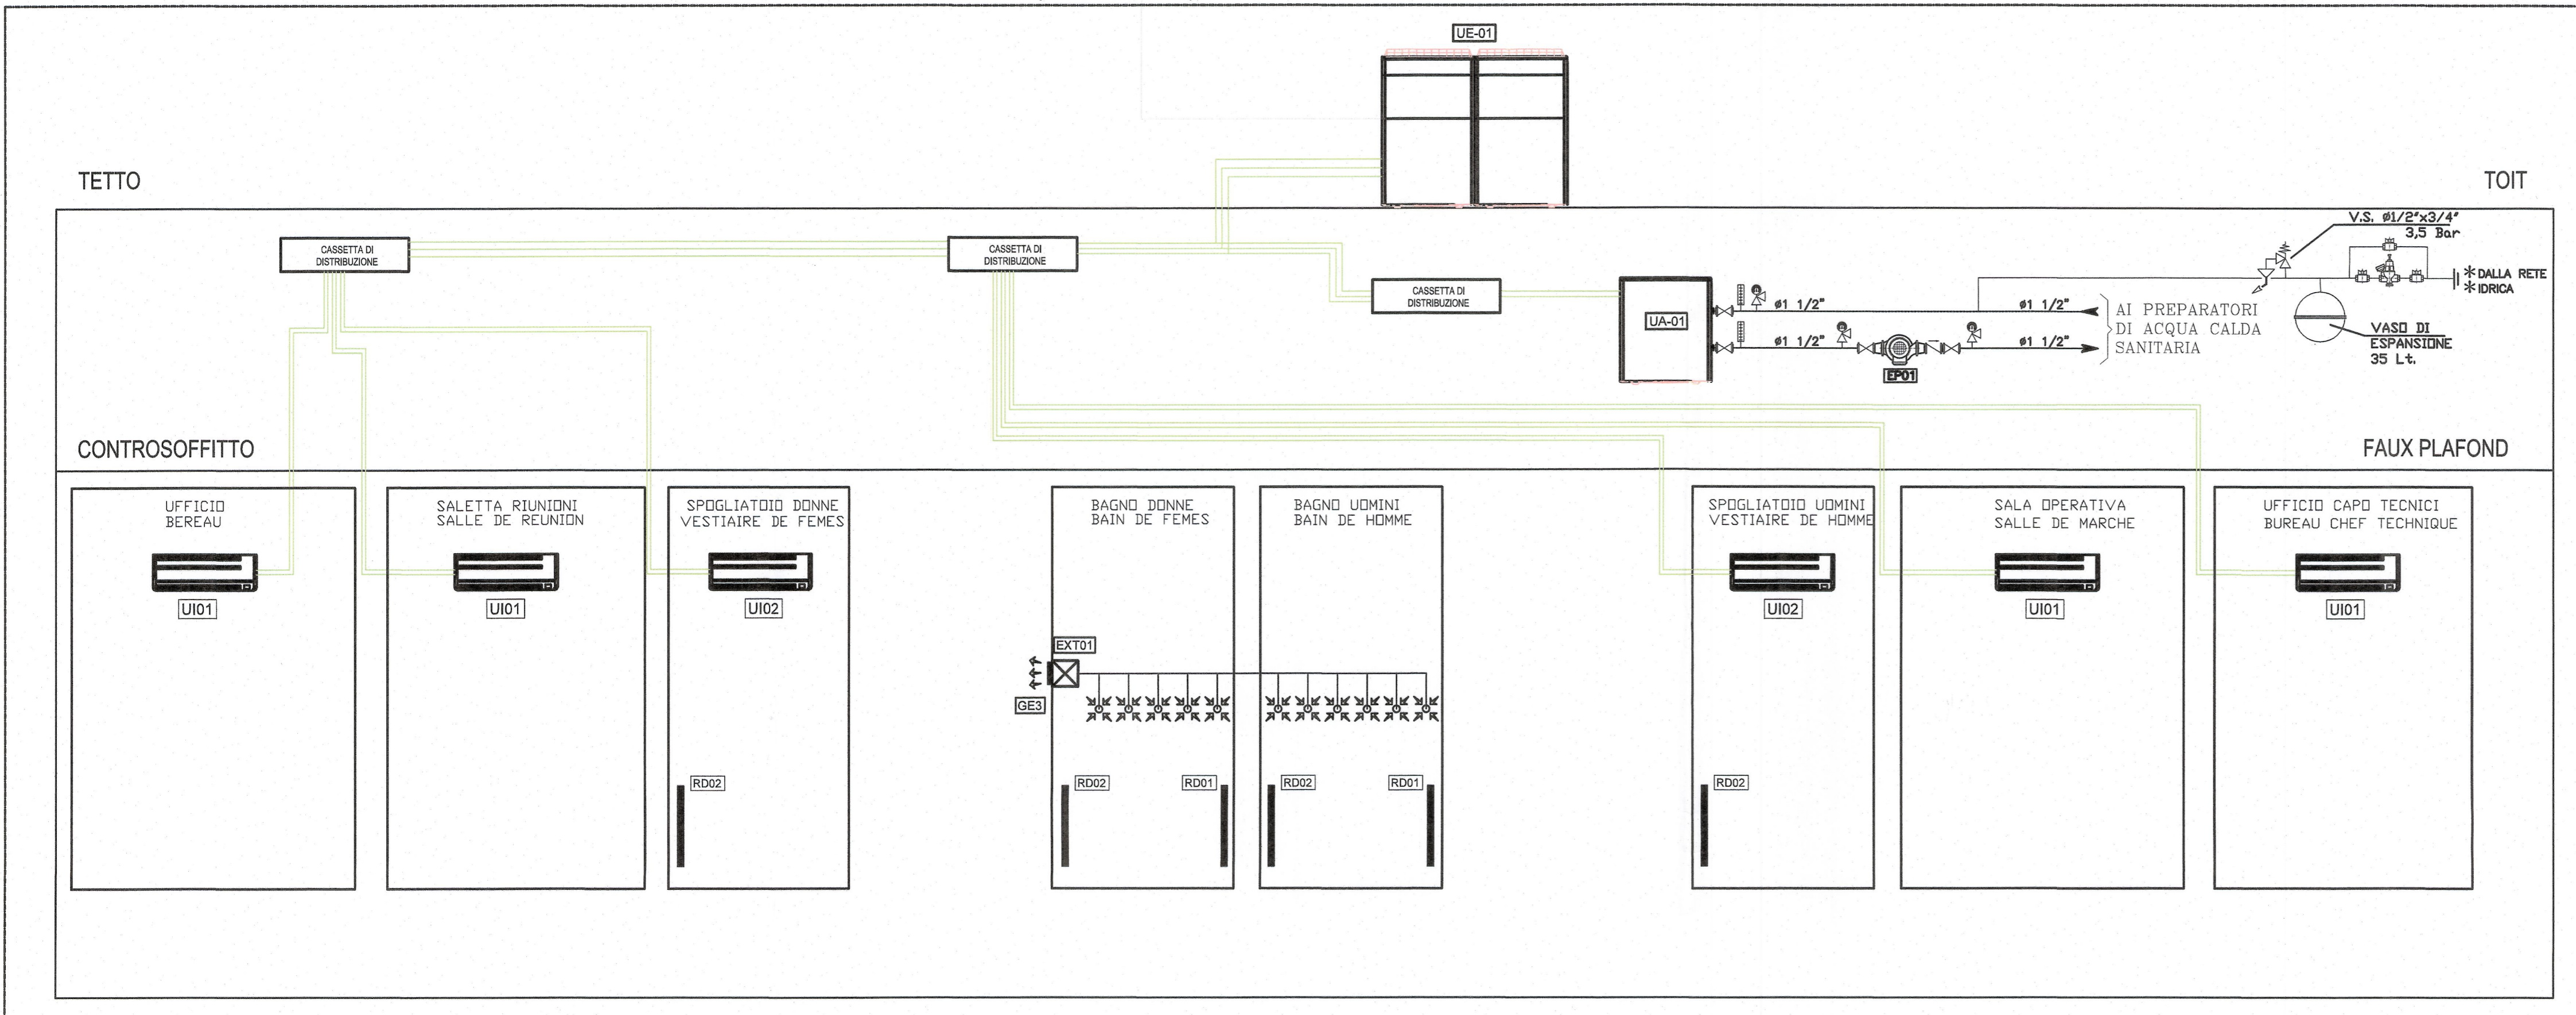 UE-01
TETTO
TOIT
CASSETTA DI
DISTRIBUZIONE
CASSETTA DI
DISTRIBUZIONE
CASSETTA DI
DISTRIBUZIONE
UA-01
V.S. ø1/2"x3/4"
3,5 Bar
DALLA RETE
IDRICA
ø1 1/2"
ø1 1/2"
ø1 1/2"
ø1 1/2"
EP01
AI PREPARATORI
DI ACQUA CALDA
SANITARIA
VASO DI
ESPANSIONE
35 Lt.
CONTROSOFFITTO
FAUX PLAFOND
UFFICIO
BEREAU
UI01
SALETTA RIUNIONI
SALLE DE REUNION
UI01
SPOGLIATOIO DONNE
VESTIAIRE DE FEMES
UI02
RD02
BAGNO DONNE
BAIN DE FEMES
EXT01
GE3
RD02
RD01
BAGNO UOMINI
BAIN DE HOMME
RD02
RD01
SPOGLIATOIO UOMINI
VESTIAIRE DE HOMME
UI02
RD02
SALA OPERATIVA
SALLE DE MARCHE
UI01
UFFICIO CAPO TECNICI
BUREAU CHEF TECHNIQUE
UI01